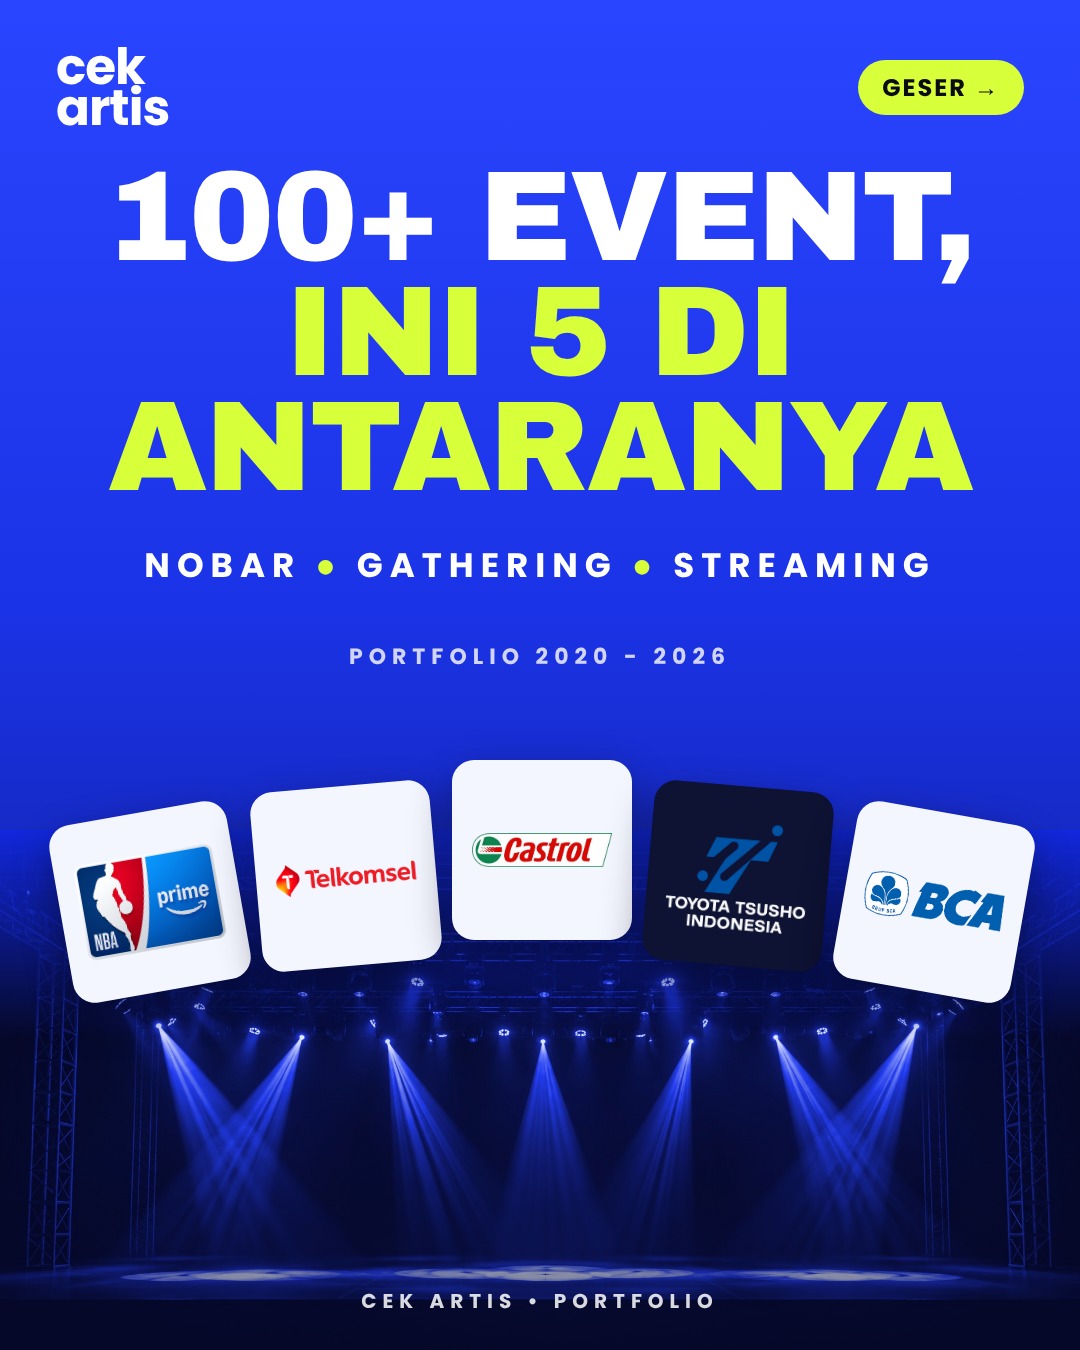 cek
artis
GESER →
100+ EVENT,
INI 5 DI
ANTARANYA
NOBAR • GATHERING • STREAMING
PORTFOLIO 2020 - 2026
NBA
prime
Telkomsel
Castrol
TOYOTA TSUSHO
INDONESIA
BCA
CEK ARTIS • PORTFOLIO